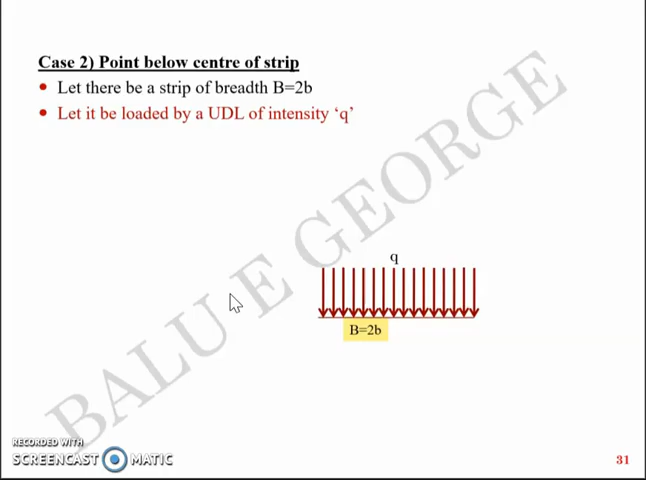 Case 2) Point below centre of strip
• Let there be a strip of breadth B=2b
• Let it be loaded by a UDL of intensity ‘q’
BALU E GEORGE
q
B=2b
RECORDED WITH
SCREENCAST MATIC
31